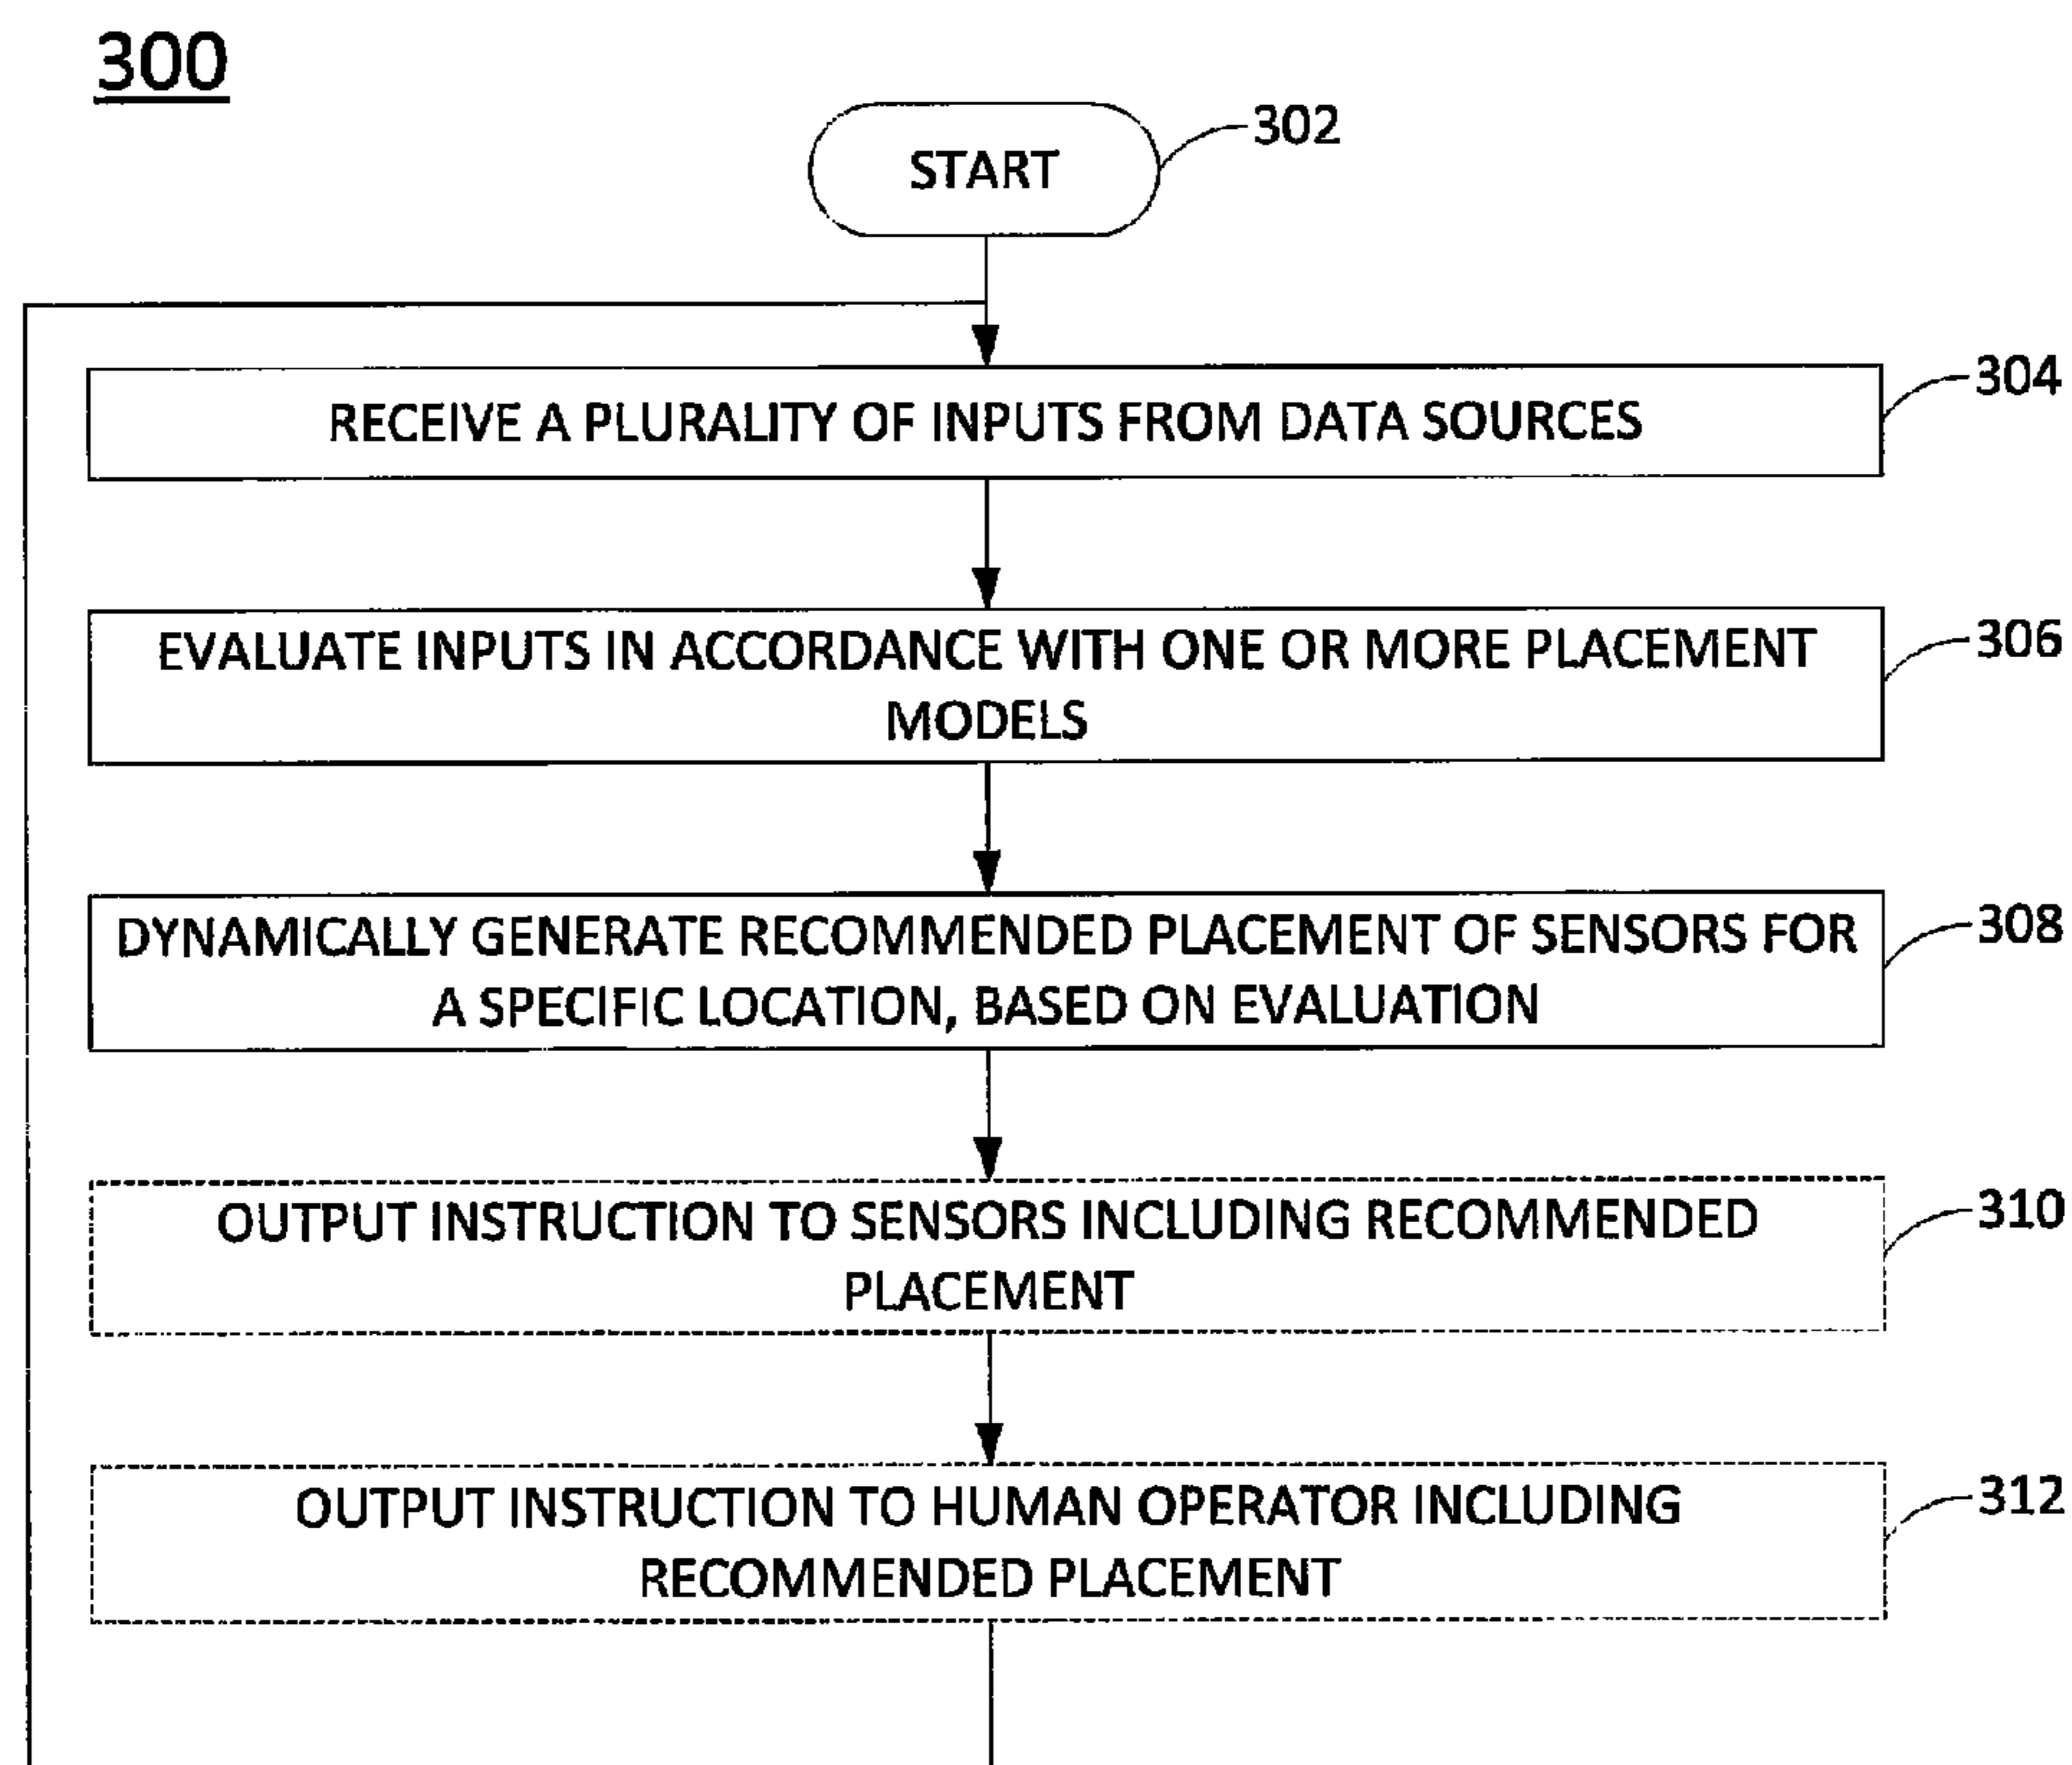 300
START
302
RECEIVE A PLURALITY OF INPUTS FROM DATA SOURCES
304
EVALUATE INPUTS IN ACCORDANCE WITH ONE OR MORE PLACEMENT
MODELS
306
DYNAMICALLY GENERATE RECOMMENDED PLACEMENT OF SENSORS FOR
A SPECIFIC LOCATION, BASED ON EVALUATION
308
OUTPUT INSTRUCTION TO SENSORS INCLUDING RECOMMENDED
PLACEMENT
310
OUTPUT INSTRUCTION TO HUMAN OPERATOR INCLUDING
RECOMMENDED PLACEMENT
312